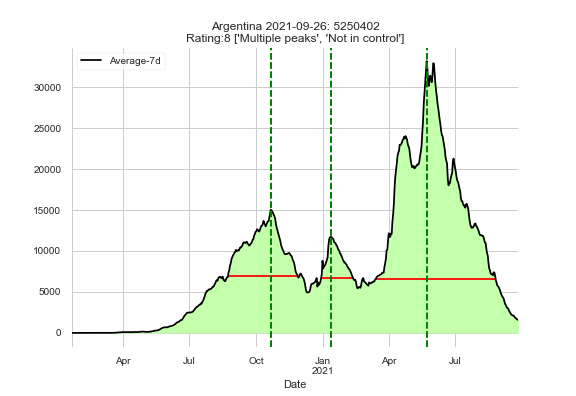 Argentina 2021-09-26: 5250402
Rating:8 ['Multiple peaks', 'Not in control']
Average-7d
30000
25000
20000
15000
10000
5000
0
Apr Jul Oct Jan Apr Jul
2021
Date